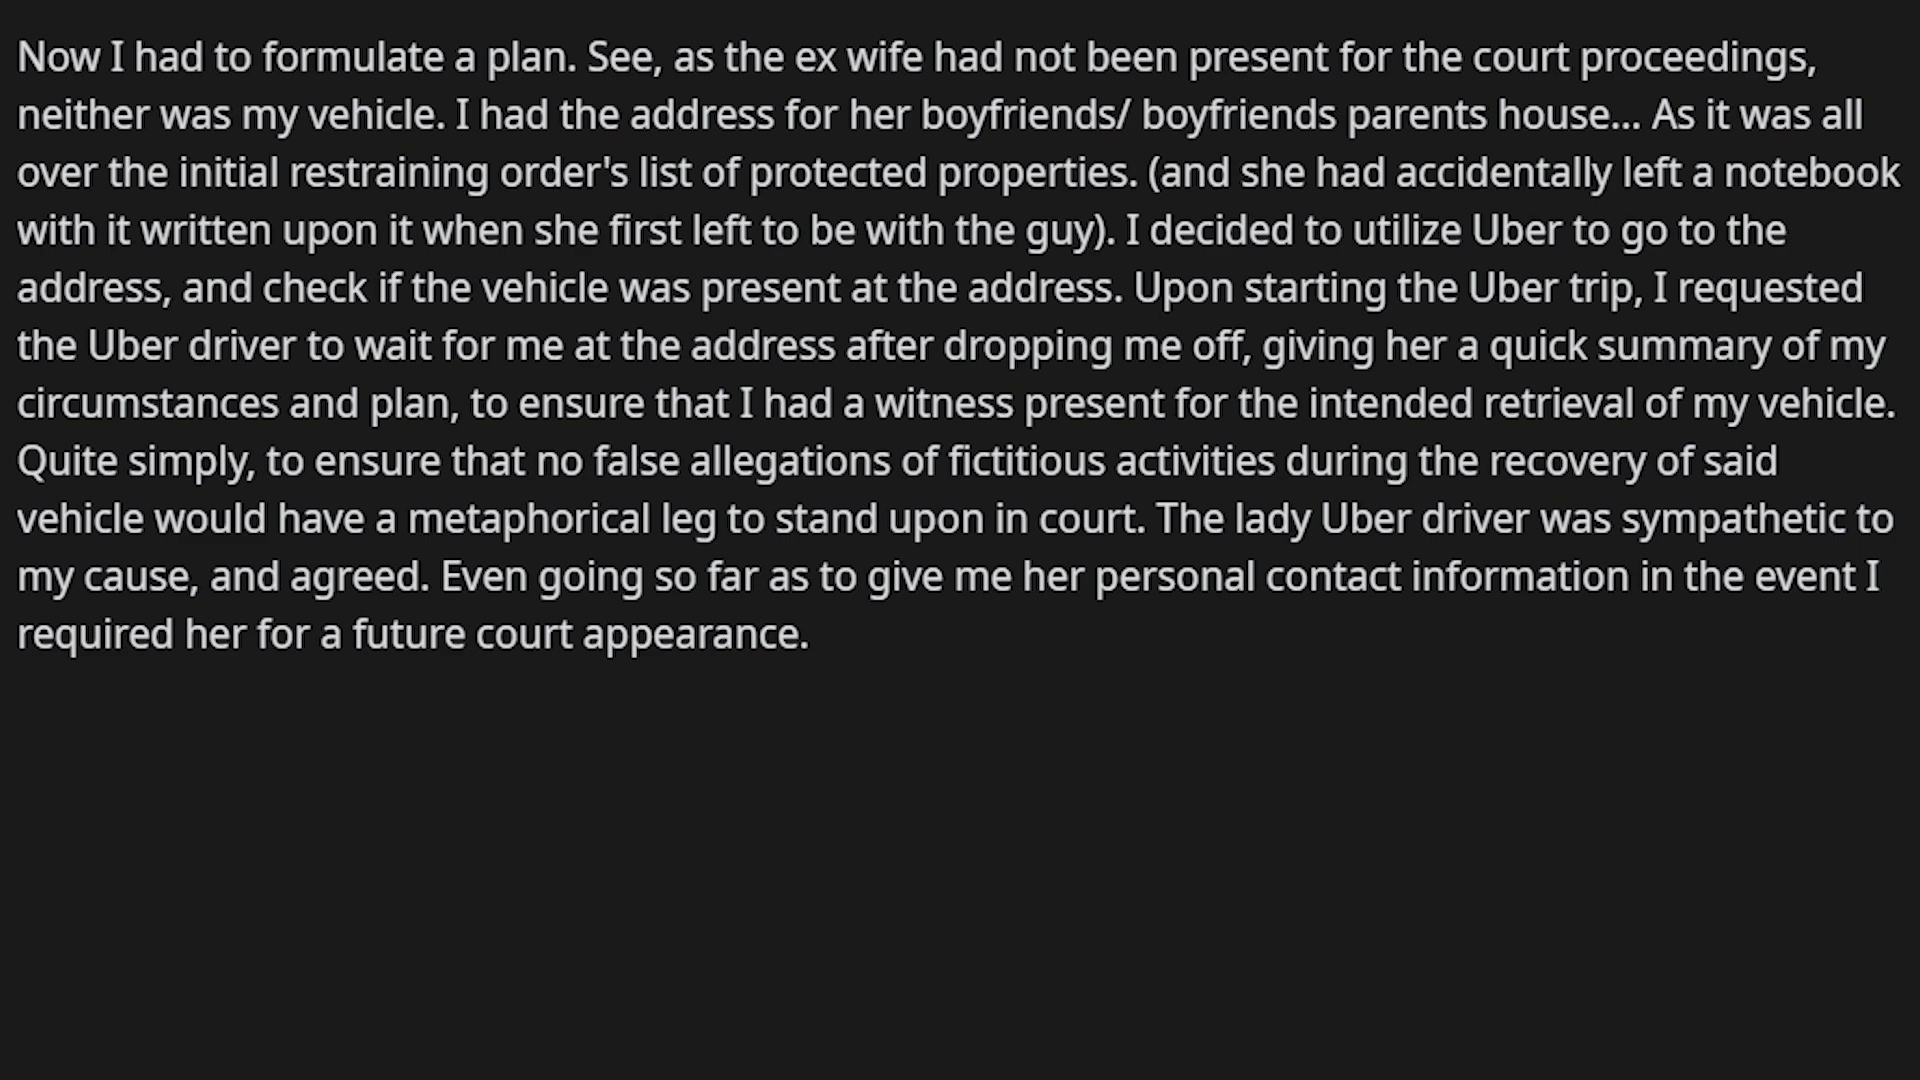 Now I had to formulate a plan. See, as the ex wife had not been present for the court proceedings,
neither was my vehicle. I had the address for her boyfriends/ boyfriends parents house... As it was all
over the initial restraining order's list of protected properties. (and she had accidentally left a notebook
with it written upon it when she first left to be with the guy). I decided to utilize Uber to go to the
address, and check if the vehicle was present at the address. Upon starting the Uber trip, I requested
the Uber driver to wait for me at the address after dropping me off, giving her a quick summary of my
circumstances and plan, to ensure that I had a witness present for the intended retrieval of my vehicle.
Quite simply, to ensure that no false allegations of fictitious activities during the recovery of said
vehicle would have a metaphorical leg to stand upon in court. The lady Uber driver was sympathetic to
my cause, and agreed. Even going so far as to give me her personal contact information in the event I
required her for a future court appearance.